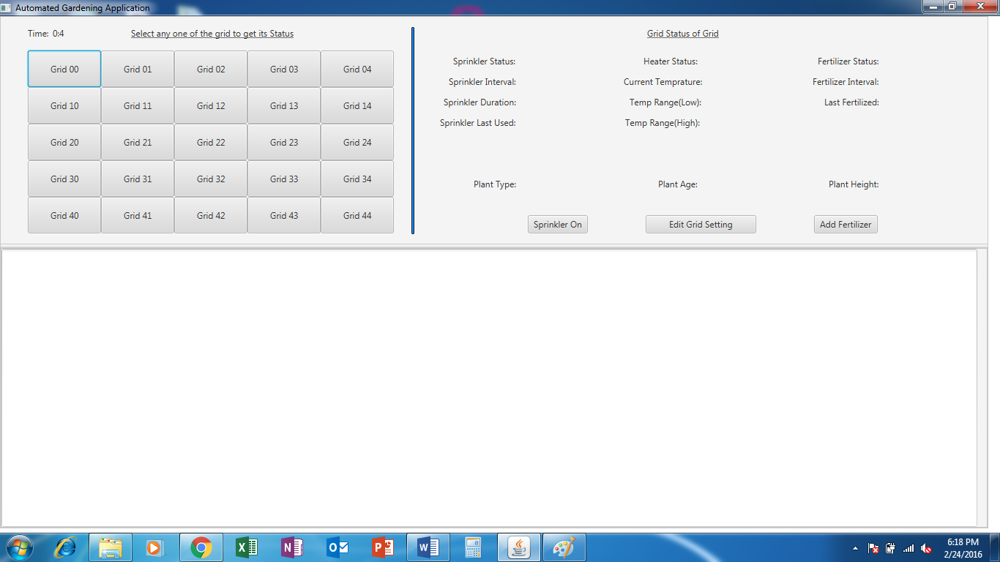 Automated Gardening Application
Time: 0:4
Select any one of the grid to get its Status
Grid 00 Grid 01 Grid 02 Grid 03 Grid 04
Grid 10 Grid 11 Grid 12 Grid 13 Grid 14
Grid 20 Grid 21 Grid 22 Grid 23 Grid 24
Grid 30 Grid 31 Grid 32 Grid 33 Grid 34
Grid 40 Grid 41 Grid 42 Grid 43 Grid 44
Grid Status of Grid
Sprinkler Status: Heater Status: Fertilizer Status:
Sprinkler Interval: Current Temprature: Fertilizer Interval:
Sprinkler Duration: Temp Range(Low): Last Fertilized:
Sprinkler Last Used: Temp Range(High):
Plant Type: Plant Age: Plant Height:
Sprinkler On Edit Grid Setting Add Fertilizer
6:18 PM
2/24/2016